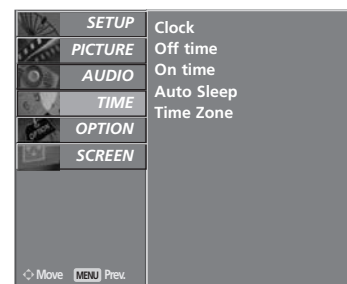 SETUP
PICTURE
AUDIO
TIME
OPTION
SCREEN
Clock
Off time
On time
Auto Sleep
Time Zone
Move MENU Prev.